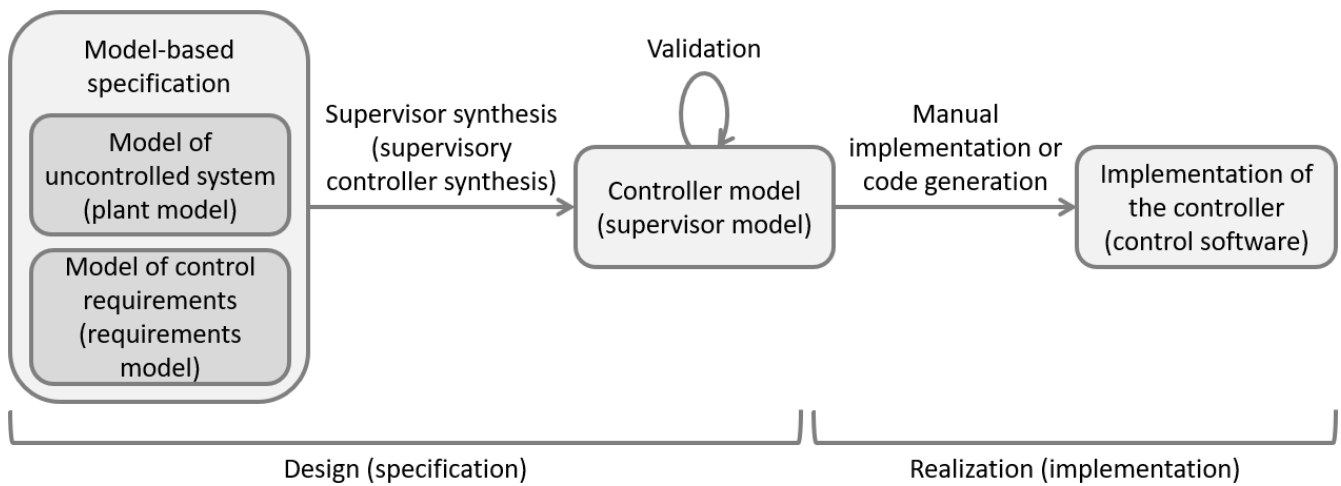 Model-based
specification
Model of
uncontrolled system
(plant model)
Model of control
requirements
(requirements
model)
Supervisor synthesis
(supervisory
controller synthesis)
Validation
Controller model
(supervisor model)
Manual
implementation or
code generation
Implementation of
the controller
(control software)
Design (specification)
Realization (implementation)